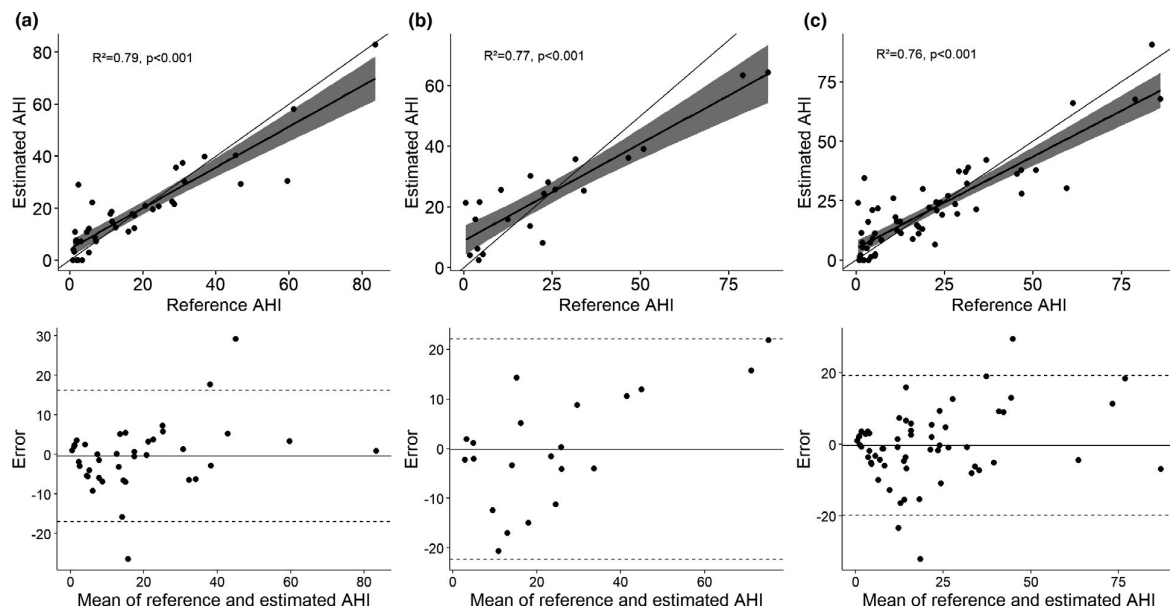 (a)
R²=0.79, p<0.001
Estimated AHI
80
60
40
20
0
0 20 40 60 80
Reference AHI
(b)
R²=0.77, p<0.001
Estimated AHI
60
40
20
0
0 25 50 75
Reference AHI
(c)
R²=0.76, p<0.001
Estimated AHI
75
50
25
0
0 25 50 75
Reference AHI
Error
30
20
10
0
-10
-20
0 20 40 60 80
Mean of reference and estimated AHI
Error
20
10
0
-10
-20
0 20 40 60
Mean of reference and estimated AHI
Error
20
0
-20
0 25 50 75
Mean of reference and estimated AHI